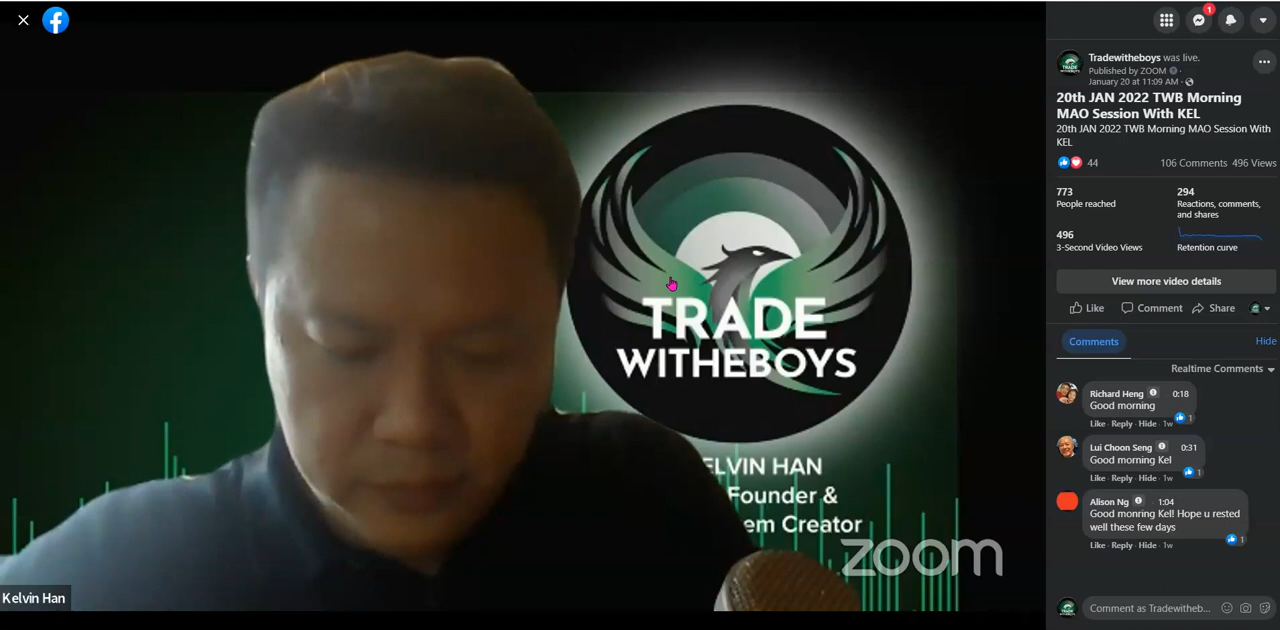 TRADE
WITHEBOYS
ELVIN HAN
Founder &
em Creator
zoom
Kelvin Han
1
Tradewitheboys was live.
Published by ZOOM
January 20 at 11:09 AM
20th JAN 2022 TWB Morning
MAO Session With KEL
20th JAN 2022 TWB Morning MAO Session With
KEL
44 106 Comments 496 Views
773 294
People reached Reactions, comments,
and shares
496
3-Second Video Views Retention curve
View more video details
Like Comment Share
Comments Hide
Realtime Comments
Richard Heng 0:18
Good morning
1
Like · Reply · Hide · 1w
Lui Choon Seng 0:31
Good morning Kel
1
Like · Reply · Hide · 1w
Alison Ng 1:04
Good monring Kel! Hope u rested
well these few days
1
Like · Reply · Hide · 1w
Comment as Tradewitheb...